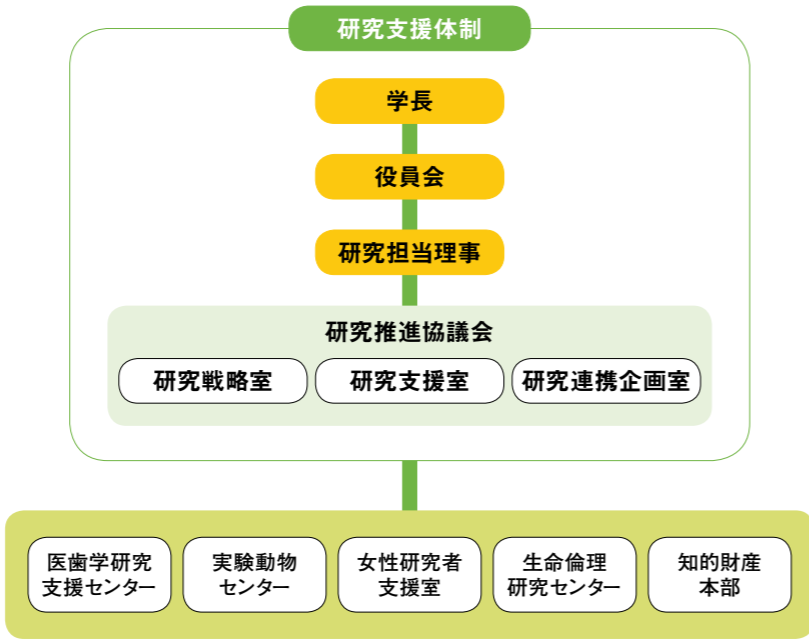 研究支援体制
学長
役員会
研究担当理事
研究推進協議会
研究戦略室
研究支援室
研究連携企画室
医歯学研究
支援センター
実験動物
センター
女性研究者
支援室
生命倫理
研究センター
知的財産
本部